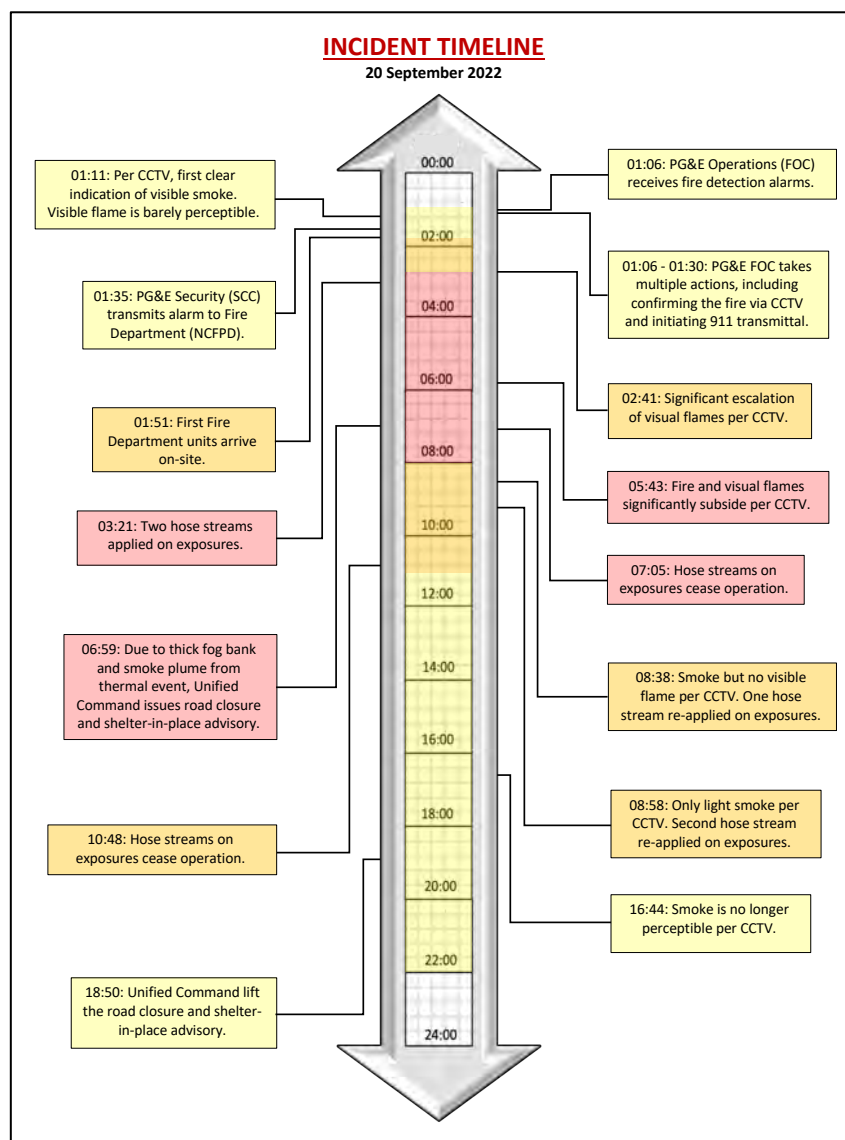 INCIDENT TIMELINE
20 September 2022
00:00
02:00
04:00
06:00
08:00
10:00
12:00
14:00
16:00
18:00
20:00
22:00
24:00
01:11: Per CCTV, first clear
indication of visible smoke.
Visible flame is barely perceptible.
01:35: PG&E Security (SCC)
transmits alarm to Fire
Department (NCFPD).
01:51: First Fire
Department units arrive
on-site.
03:21: Two hose streams
applied on exposures.
06:59: Due to thick fog bank
and smoke plume from
thermal event, Unified
Command issues road closure
and shelter-in-place advisory.
10:48: Hose streams on
exposures cease operation.
18:50: Unified Command lift
the road closure and shelter-
in-place advisory.
01:06: PG&E Operations (FOC)
receives fire detection alarms.
01:06 - 01:30: PG&E FOC takes
multiple actions, including
confirming the fire via CCTV
and initiating 911 transmittal.
02:41: Significant escalation
of visual flames per CCTV.
05:43: Fire and visual flames
significantly subside per CCTV.
07:05: Hose streams on
exposures cease operation.
08:38: Smoke but no visible
flame per CCTV. One hose
stream re-applied on exposures.
08:58: Only light smoke per
CCTV. Second hose stream
re-applied on exposures.
16:44: Smoke is no longer
perceptible per CCTV.